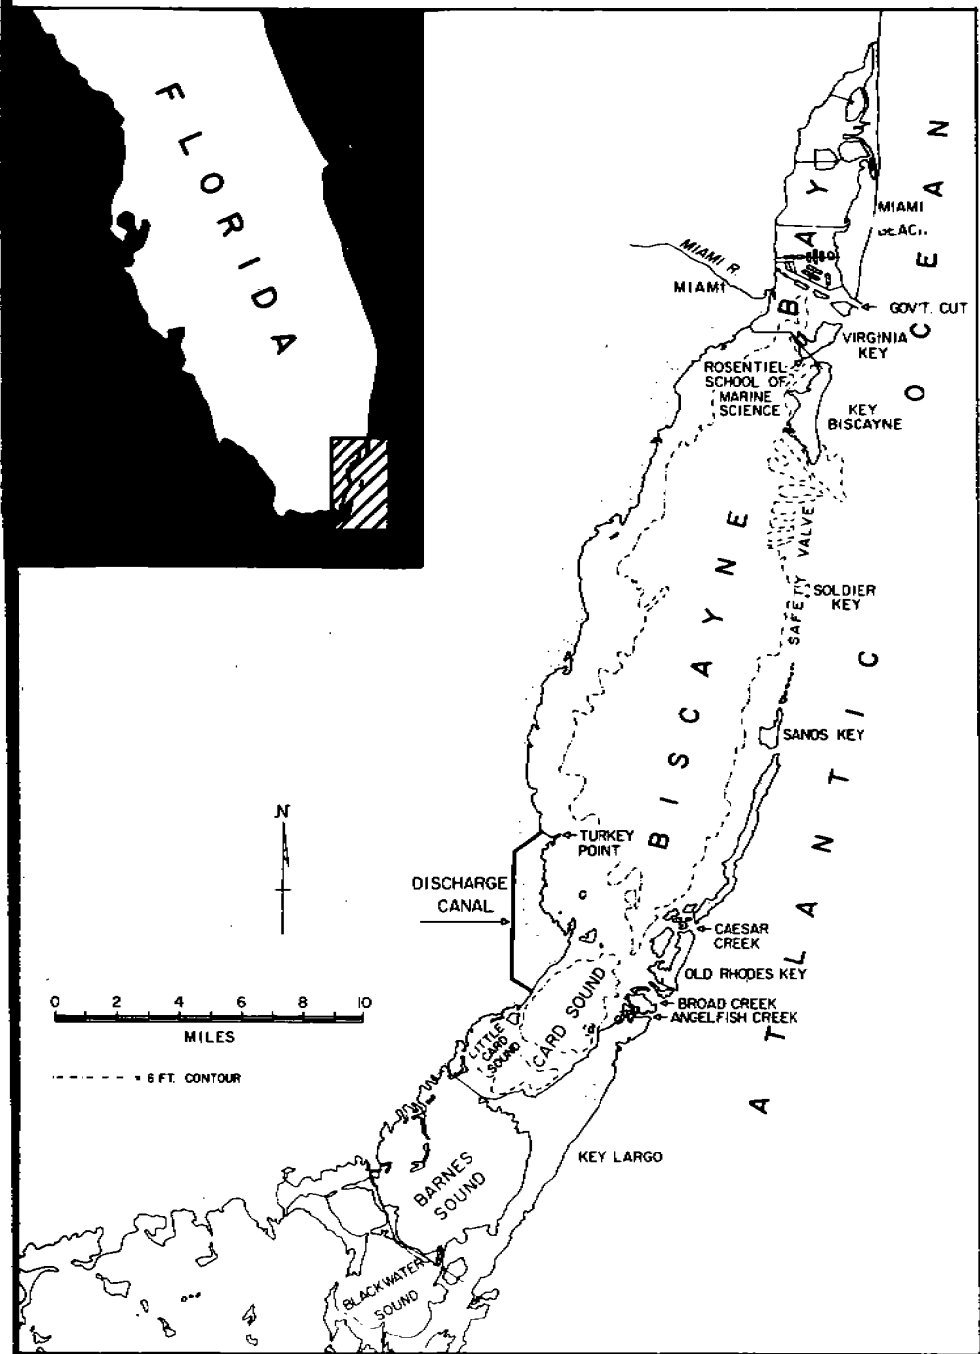 FLORIDA
MIAMI
BEACH
MIAMI R.
MIAMI
GOV'T. CUT
VIRGINIA
KEY
ROSENTIEL
SCHOOL OF
MARINE
SCIENCE
KEY
BISCAYNE
SAFETY VALVE
SOLDIER
KEY
BISCAYNE BAY
ATLANTIC OCEAN
SANDS KEY
N
TURKEY
POINT
DISCHARGE
CANAL
CAESAR
CREEK
OLD RHODES KEY
BROAD CREEK
ANGELFISH CREEK
CARD SOUND
LITTLE
CARD
SOUND
0 2 4 6 8 10
MILES
6 FT. CONTOUR
KEY LARGO
BARNES
SOUND
BLACKWATER
SOUND